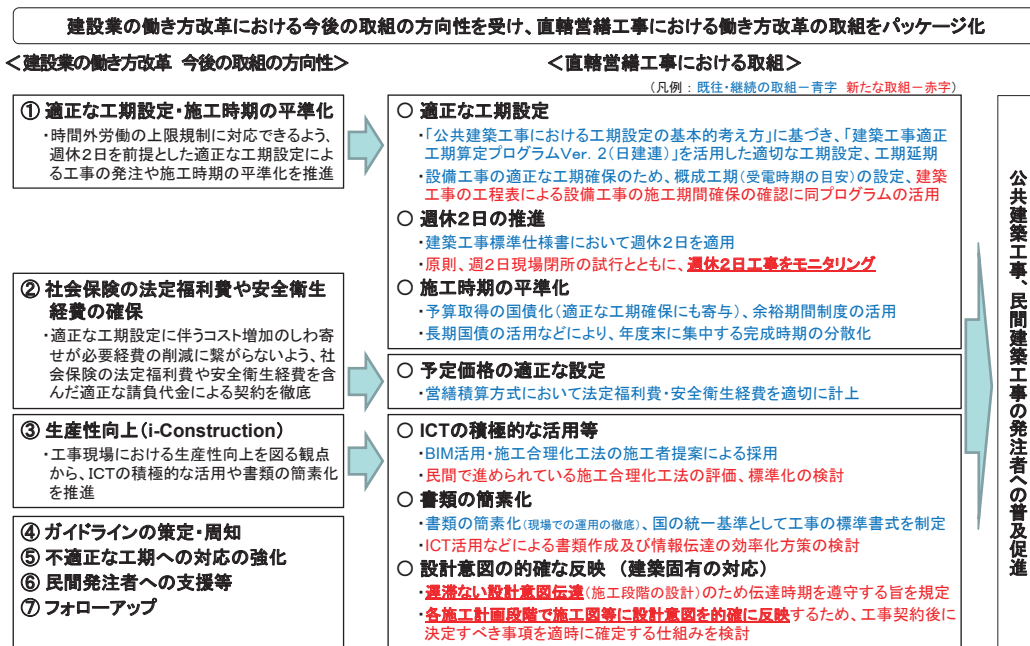 建設業の働き方改革における今後の取組の方向性を受け、直轄営繕工事における働き方改革の取組をパッケージ化
＜建設業の働き方改革 今後の取組の方向性＞
＜直轄営繕工事における取組＞
（凡例：既往・継続の取組－青字 新たな取組－赤字）
① 適正な工期設定・施工時期の平準化
・時間外労働の上限規制に対応できるよう、
週休２日を前提とした適正な工期設定によ
る工事の発注や施工時期の平準化を推進
② 社会保険の法定福利費や安全衛生
経費の確保
・適正な工期設定に伴うコスト増加のしわ寄
せが必要経費の削減に繋がらないよう、社
会保険の法定福利費や安全衛生経費を含
んだ適正な請負代金による契約を徹底
③ 生産性向上（i-Construction）
・工事現場における生産性向上を図る観点
から、ICTの積極的な活用や書類の簡素化
を推進
④ ガイドラインの策定・周知
⑤ 不適正な工期への対応の強化
⑥ 民間発注者への支援等
⑦ フォローアップ
○ 適正な工期設定
・「公共建築工事における工期設定の基本的考え方」に基づき、「建築工事適正
工期算定プログラムVer. 2（日建連）」を活用した適切な工期設定、工期延期
・設備工事の適正な工期確保のため、概成工期（受電時期の目安）の設定、建築
工事の工程表による設備工事の施工期間確保の確認に同プログラムの活用
○ 週休２日の推進
・建築工事標準仕様書において週休２日を適用
・原則、週２日現場閉所の試行とともに、週休２日工事をモニタリング
○ 施工時期の平準化
・予算取得の国債化（適正な工期確保にも寄与）、余裕期間制度の活用
・長期国債の活用などにより、年度末に集中する完成時期の分散化
○ 予定価格の適正な設定
・営繕積算方式において法定福利費・安全衛生経費を適切に計上
○ ICTの積極的な活用等
・BIM活用・施工合理化工法の施工者提案による採用
・民間で進められている施工合理化工法の評価、標準化の検討
○ 書類の簡素化
・書類の簡素化（現場での運用の徹底）、国の統一基準として工事の標準書式を制定
・ICT活用などによる書類作成及び情報伝達の効率化方策の検討
○ 設計意図の的確な反映 （建築固有の対応）
・遅滞ない設計意図伝達（施工段階の設計）のため伝達時期を遵守する旨を規定
・各施工計画段階で施工図等に設計意図を的確に反映するため、工事契約後に
決定すべき事項を適時に確定する仕組みを検討
公共建築工事、民間建築工事の発注者への普及促進